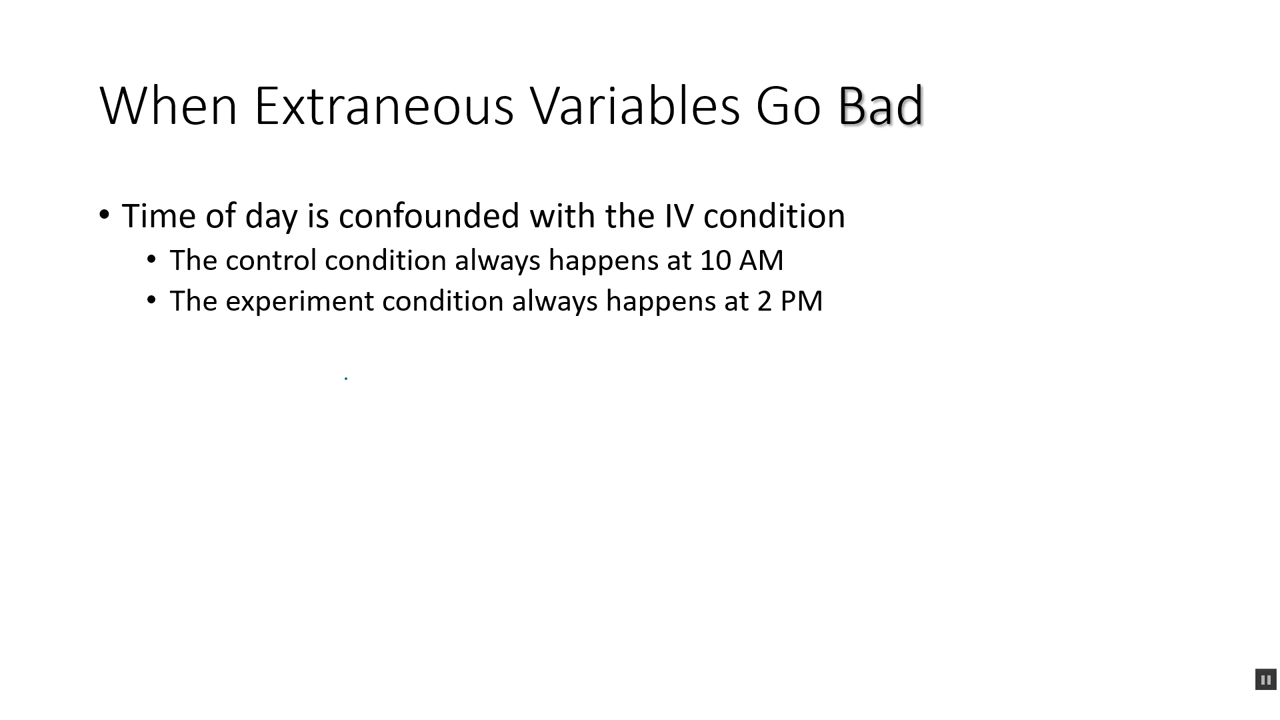 When Extraneous Variables Go Bad
• Time of day is confounded with the IV condition
• The control condition always happens at 10 AM
• The experiment condition always happens at 2 PM